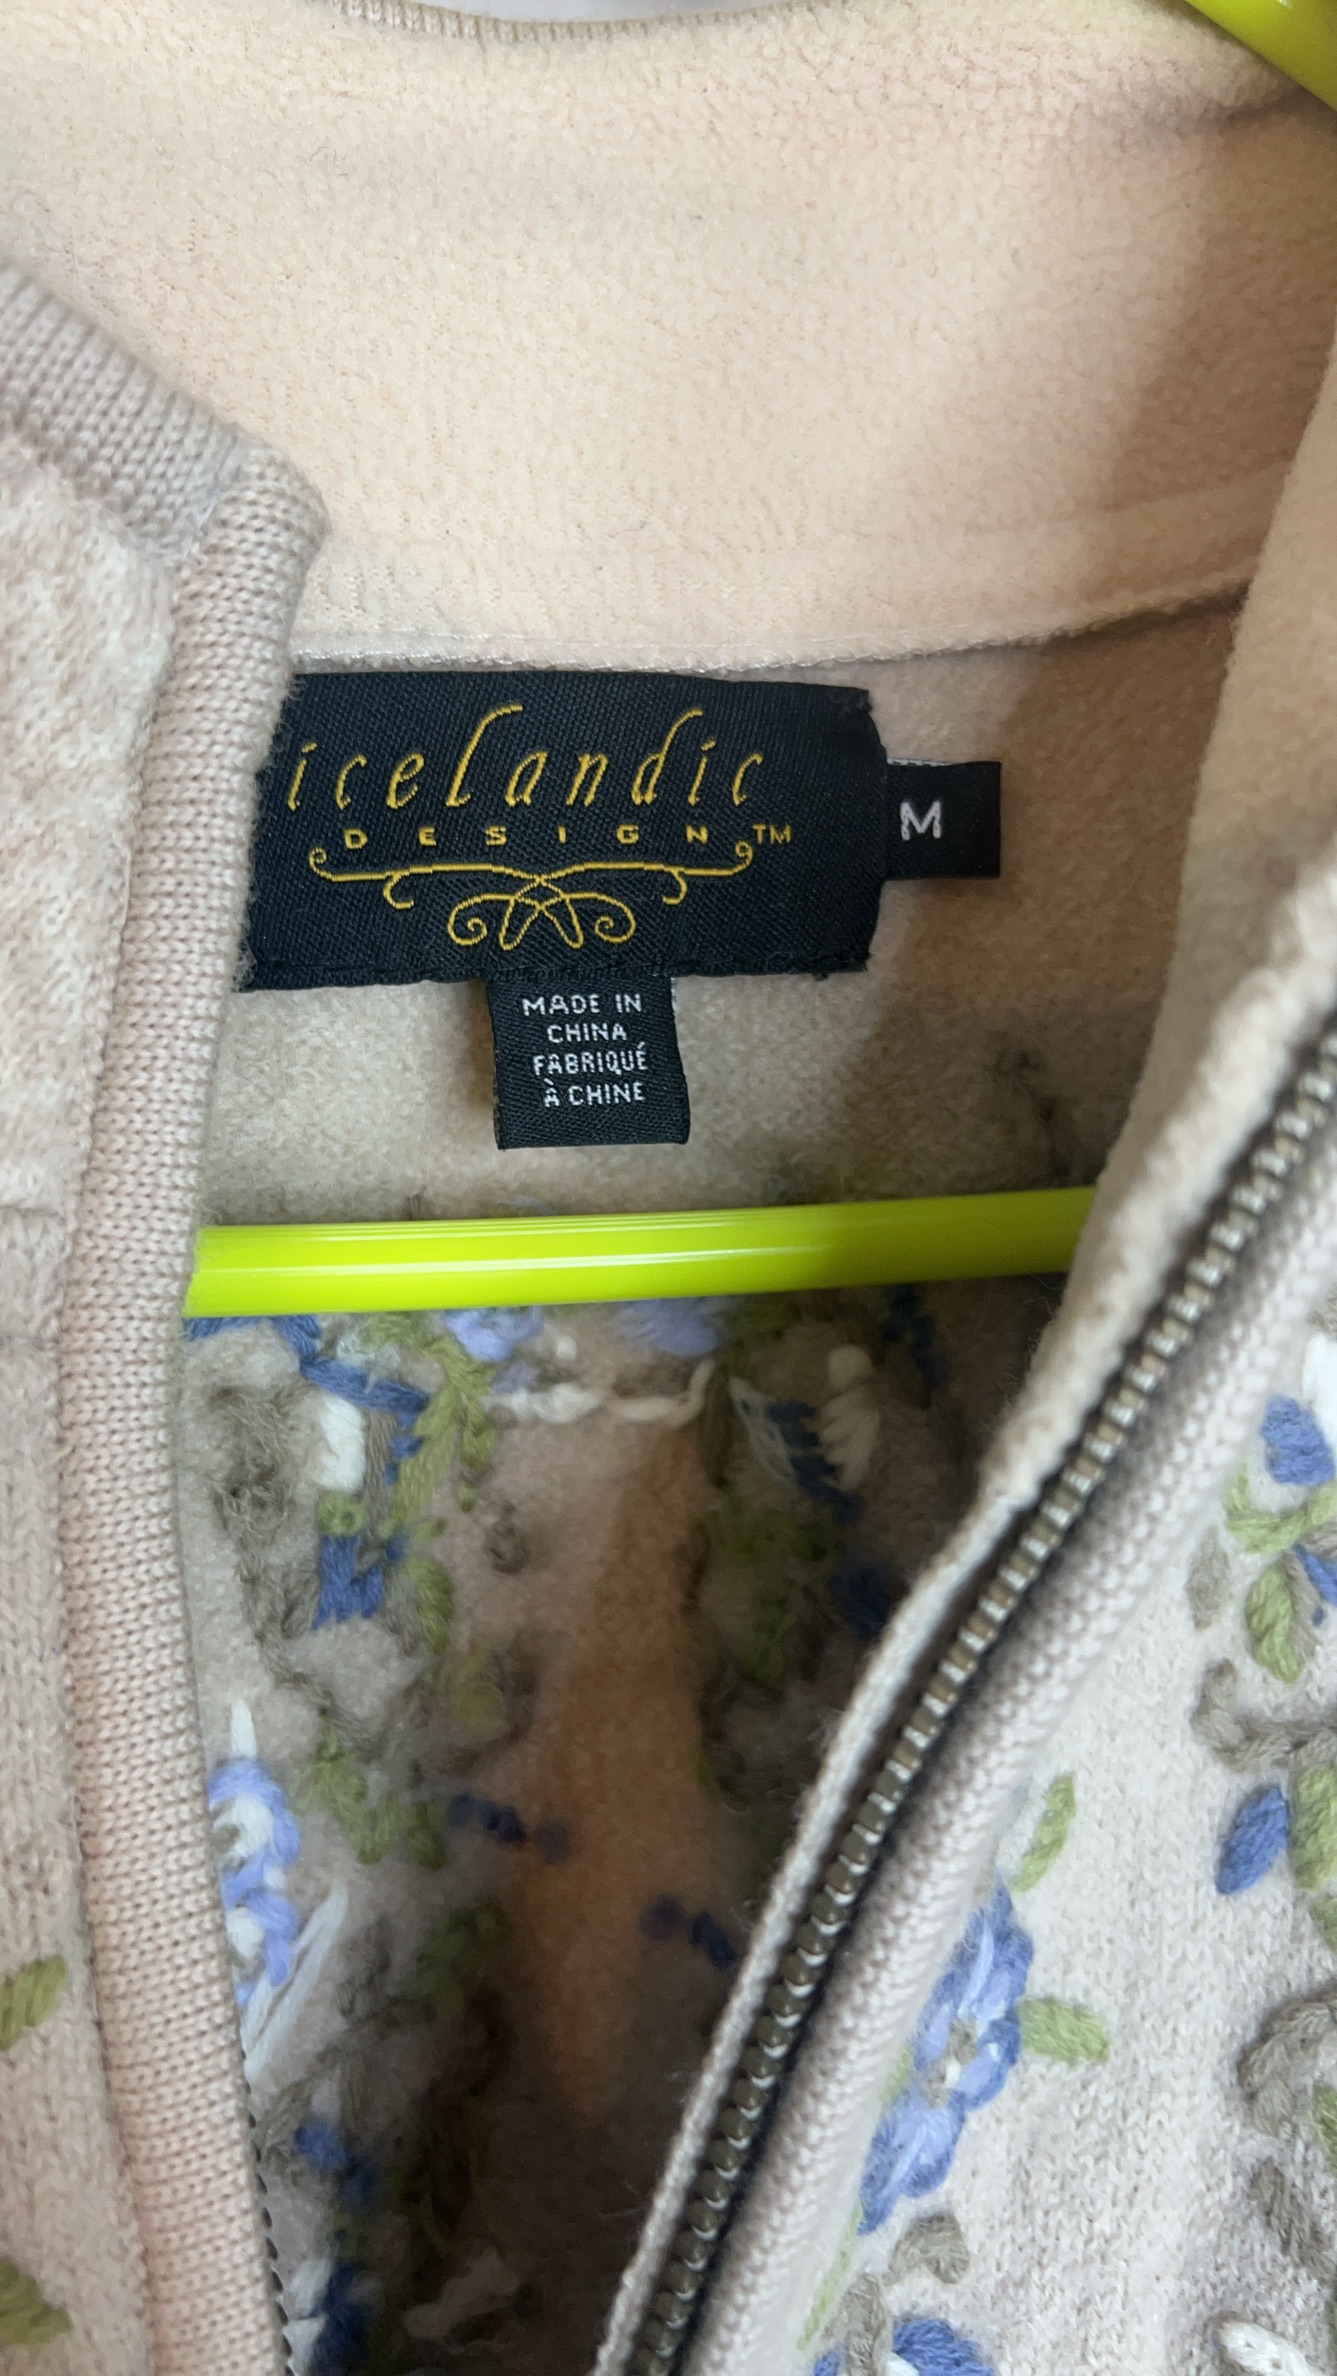 icelandic
DESIGN™
M
MADE IN
CHINA
FABRIQUÉ
À CHINE